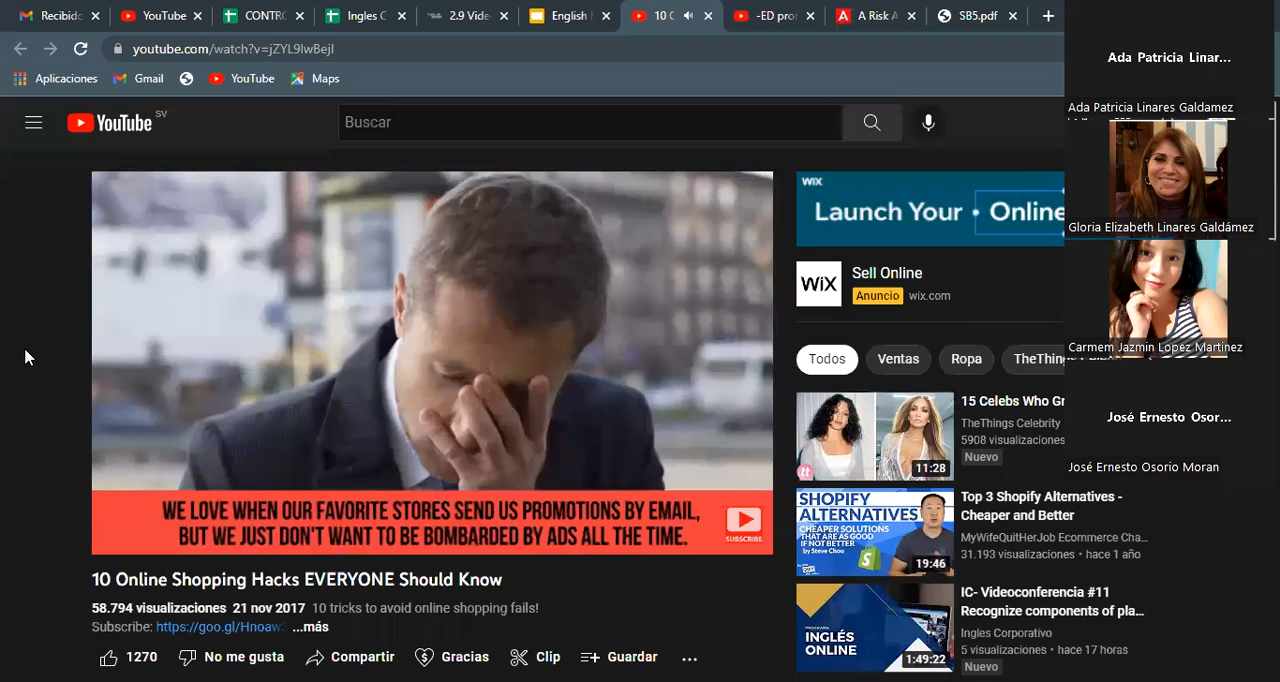 Recibido
YouTube
CONTRO
Ingles C
2.9 Vide
English
10
-ED pro
A Risk A
SB5.pdf
youtube.com/watch?v=jZYL9lwBejI
Aplicaciones
Gmail
YouTube
Maps
YouTube SV
Buscar
WIX
Launch Your • Online
WIX
Sell Online
Anuncio wix.com
Todos
Ventas
Ropa
TheThing
WE LOVE WHEN OUR FAVORITE STORES SEND US PROMOTIONS BY EMAIL,
BUT WE JUST DON'T WANT TO BE BOMBARDED BY ADS ALL THE TIME.
SUBSCRIBE
10 Online Shopping Hacks EVERYONE Should Know
58.794 visualizaciones 21 nov 2017 10 tricks to avoid online shopping fails!
Subscribe: https://goo.gl/Hnoaw ...más
1270
No me gusta
Compartir
Gracias
Clip
Guardar
15 Celebs Who Gr
TheThings Celebrity
5908 visualizaciones
Nuevo
11:28
SHOPIFY
ALTERNATIVES
CHEAPER SOLUTIONS
THAT ARE AS GOOD
IF NOT BETTER
by Steve Chou
19:46
Top 3 Shopify Alternatives -
Cheaper and Better
MyWifeQuitHerJob Ecommerce Cha...
31.193 visualizaciones • hace 1 año
PROGRAMA
INGLÉS
ONLINE
1:49:22
IC- Videoconferencia #11
Recognize components of pla...
Ingles Corporativo
5 visualizaciones • hace 17 horas
Nuevo
Ada Patricia Linar...
Ada Patricia Linares Galdamez
Gloria Elizabeth Linares Galdámez
Carmem Jazmin Lopez Martinez
José Ernesto Osor...
José Ernesto Osorio Moran